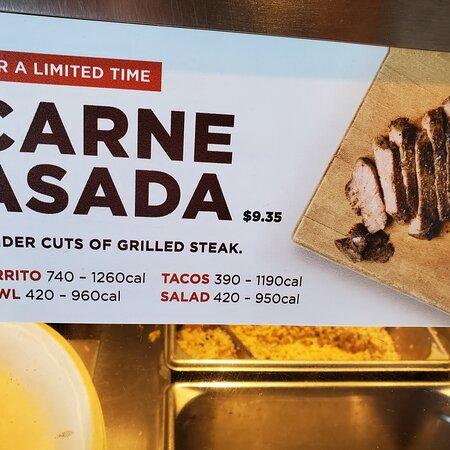 R A LIMITED TIME
CARNE
ASADA $9.35
DER CUTS OF GRILLED STEAK.
RRITO 740 – 1260cal TACOS 390 – 1190cal
WL 420 – 960cal SALAD 420 – 950cal